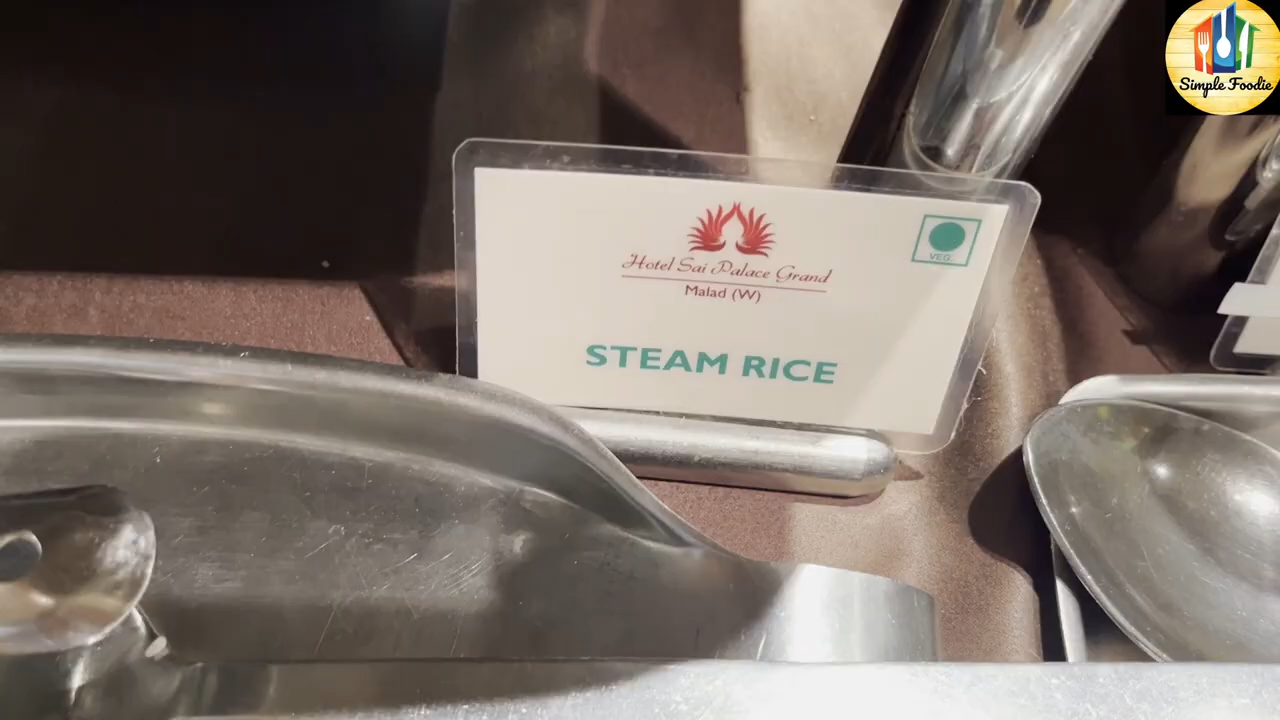 Simple Foodie
Hotel Sai Palace Grand
Malad (W)
VEG.
STEAM RICE